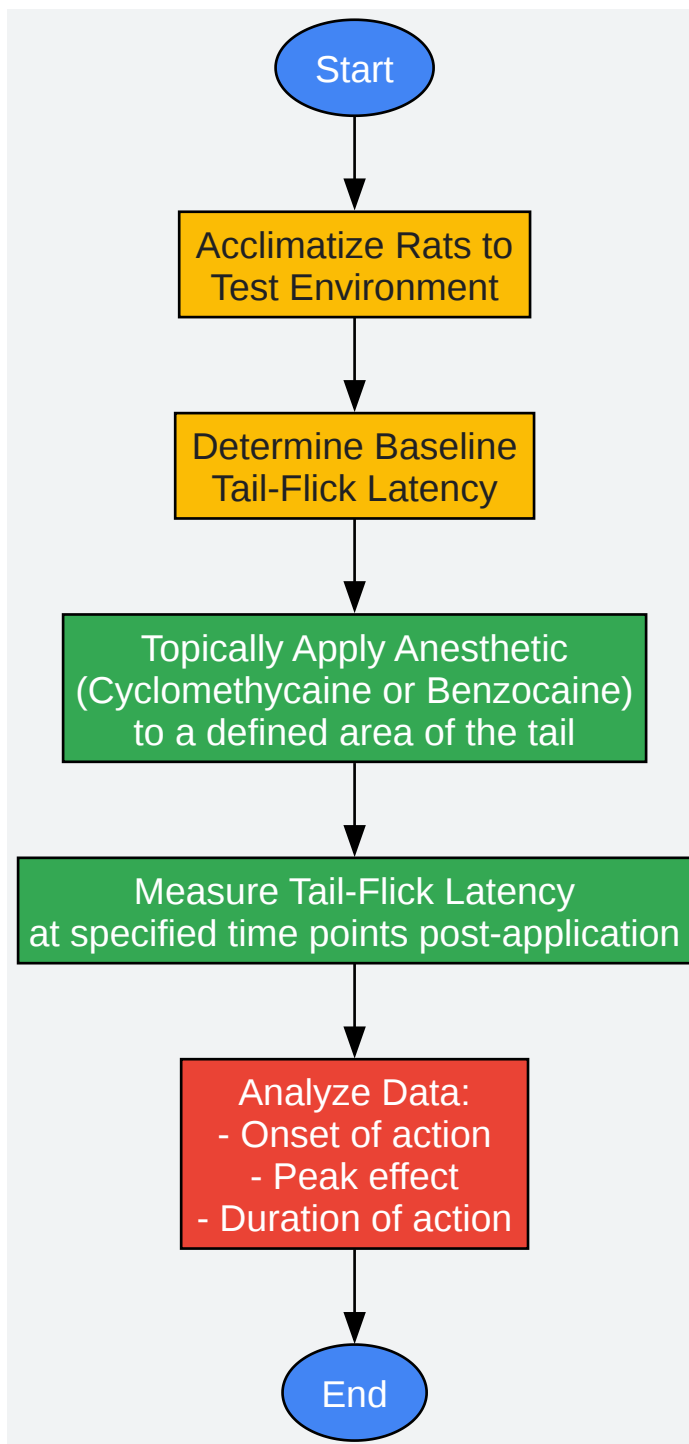 Start
Acclimatize Rats to
Test Environment
Determine Baseline
Tail-Flick Latency
Topically Apply Anesthetic
(Cyclomethycaine or Benzocaine)
to a defined area of the tail
Measure Tail-Flick Latency
at specified time points post-application
Analyze Data:
- Onset of action
- Peak effect
- Duration of action
End